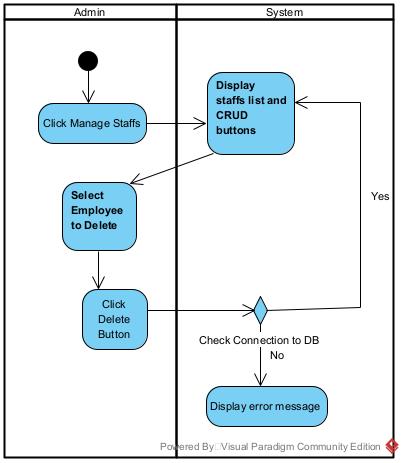 Admin
System
Click Manage Staffs
Display
staffs list and
CRUD
buttons
Yes
Select
Employee
to Delete
Click
Delete
Button
Check Connection to DB
No
Display error message
Powered By Visual Paradigm Community Edition